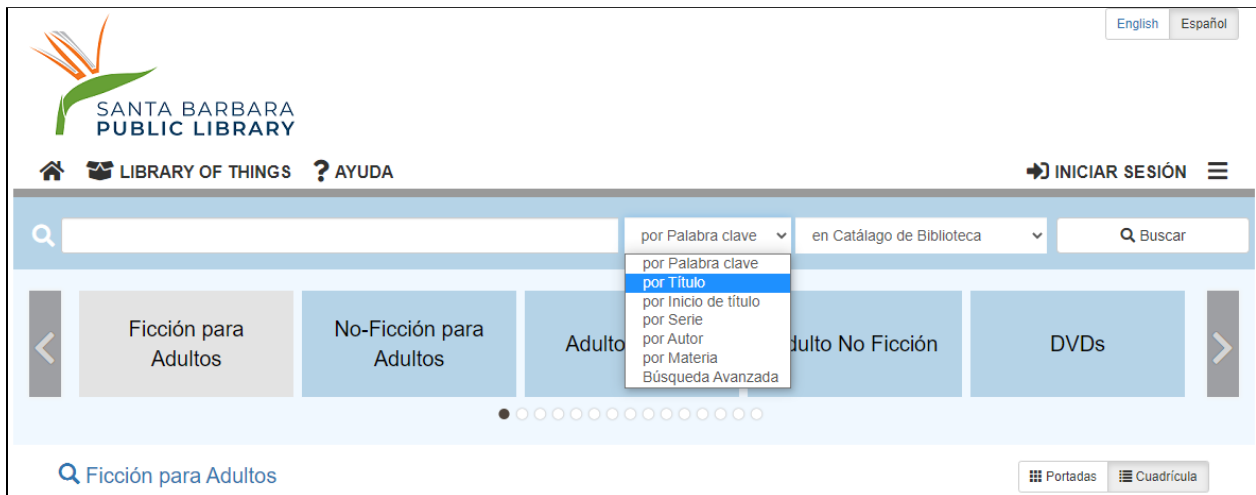 English Español
SANTA BARBARA
PUBLIC LIBRARY
LIBRARY OF THINGS ? AYUDA INICIAR SESIÓN
por Palabra clave en Catálago de Biblioteca Buscar
por Palabra clave
por Título
por Inicio de título
por Serie
por Autor
por Materia
Búsqueda Avanzada
Ficción para
Adultos
No-Ficción para
Adultos
Adulto
dulto No Ficción
DVDs
Ficción para Adultos
Portadas Cuadrícula